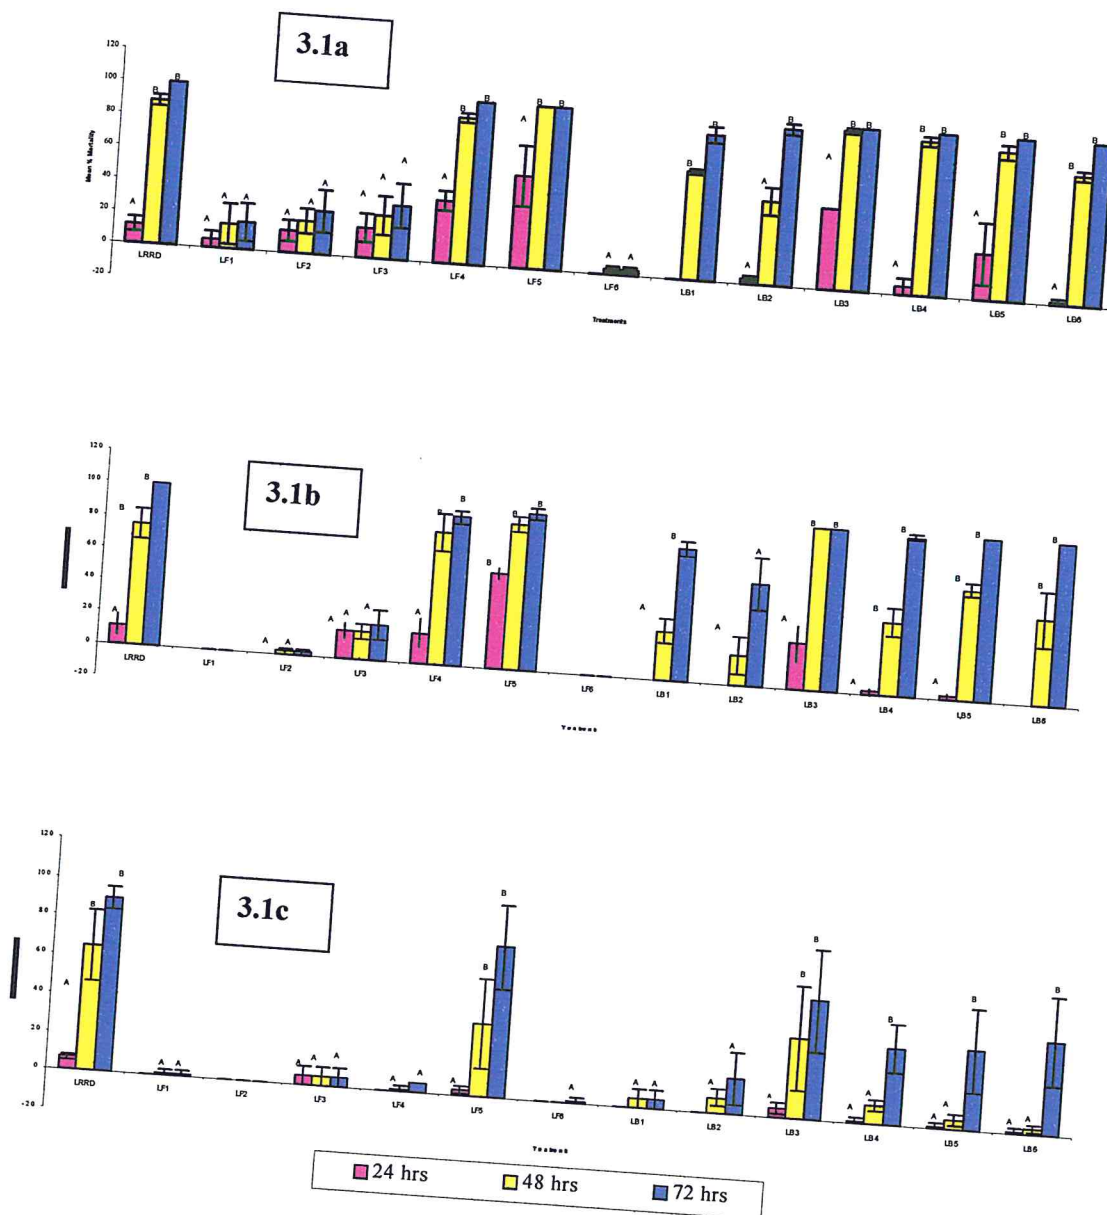 3.1a
120
100
80
60
40
20
0
-20
Mean % Mortality
A B B A A A A A A A A A A B B A B B A A B B A B A B B B B A B B B B
LRRD LF1 LF2 LF3 LF4 LF5 LF6 LB1 LB2 LB3 LB4 LB5 LB6
Treatments
3.1b
120
100
80
60
40
20
0
-20
A B B A A A A A B B B B B A B A A A B B A B B A B B B B
LRRD LF1 LF2 LF3 LF4 LF5 LF6 LB1 LB2 LB3 LB4 LB5 LB6
Treatment
3.1c
120
100
80
60
40
20
0
-20
A B B A A A A A A A A B B A A A A A A B B A A B A A B A A B
LRRD LF1 LF2 LF3 LF4 LF5 LF6 LB1 LB2 LB3 LB4 LB5 LB6
Treatment
24 hrs 48 hrs 72 hrs